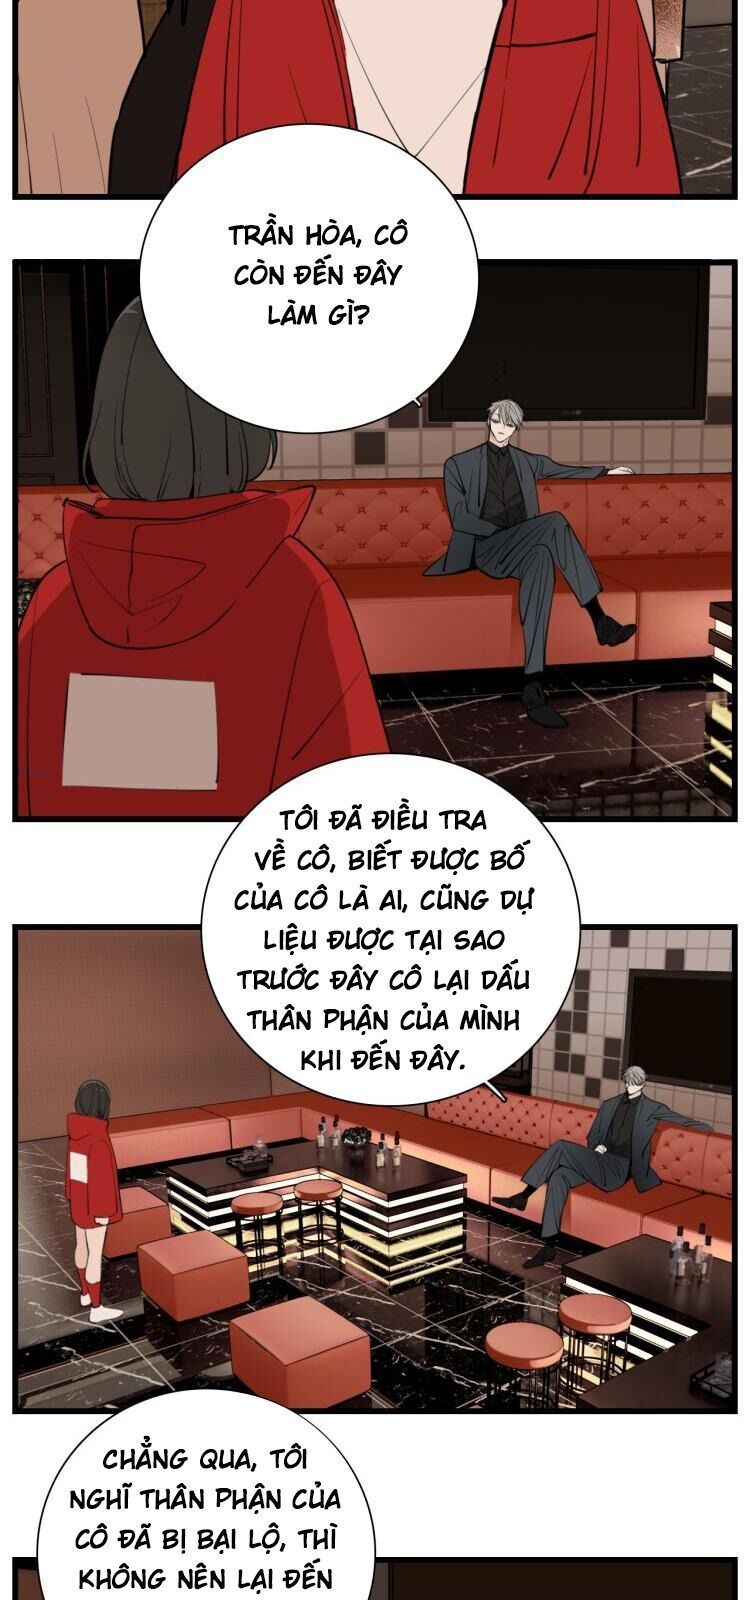 TRẦN HÒA, CÔ
CÒN ĐẾN ĐÂY
LÀM GÌ?
TÔI ĐÃ ĐIỀU TRA
VỀ CÔ, BIẾT ĐƯỢC BỐ
CỦA CÔ LÀ AI, CŨNG DỰ
LIỆU ĐƯỢC TẠI SAO
TRƯỚC ĐÂY CÔ LẠI DẤU
THÂN PHẬN CỦA MÌNH
KHI ĐẾN ĐÂY.
CHẲNG QUA, TÔI
NGHĨ THÂN PHẬN CỦA
CÔ ĐÃ BỊ BẠI LỘ, THÌ
KHÔNG NÊN LẠI ĐẾN